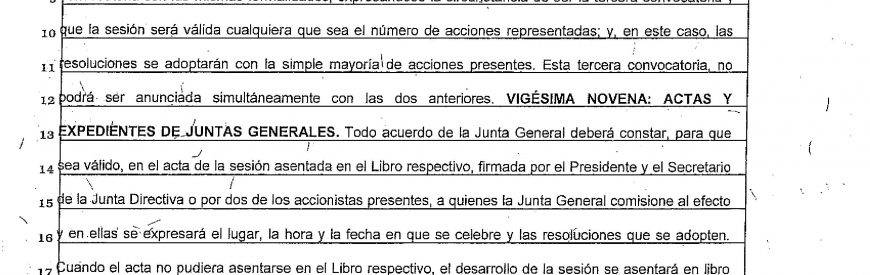 10 que la sesión será válida cualquiera que sea el número de acciones representadas; y, en este caso, las
11 resoluciones se adoptarán con la simple mayoría de acciones presentes. Esta tercera convocatoria, no
12 podrá ser anunciada simultáneamente con las dos anteriores. VIGÉSIMA NOVENA: ACTAS Y
13 EXPEDIENTES DE JUNTAS GENERALES. Todo acuerdo de la Junta General deberá constar, para que
14 sea válido, en el acta de la sesión asentada en el Libro respectivo, firmada por el Presidente y el Secretario
15 de la Junta Directiva o por dos de los accionistas presentes, a quienes la Junta General comisione al efecto
16 y en ellas se expresará el lugar, la hora y la fecha en que se celebre y las resoluciones que se adopten.
17 Cuando el acta no pudiera asentarse en el Libro respectivo, el desarrollo de la sesión se asentará en libro